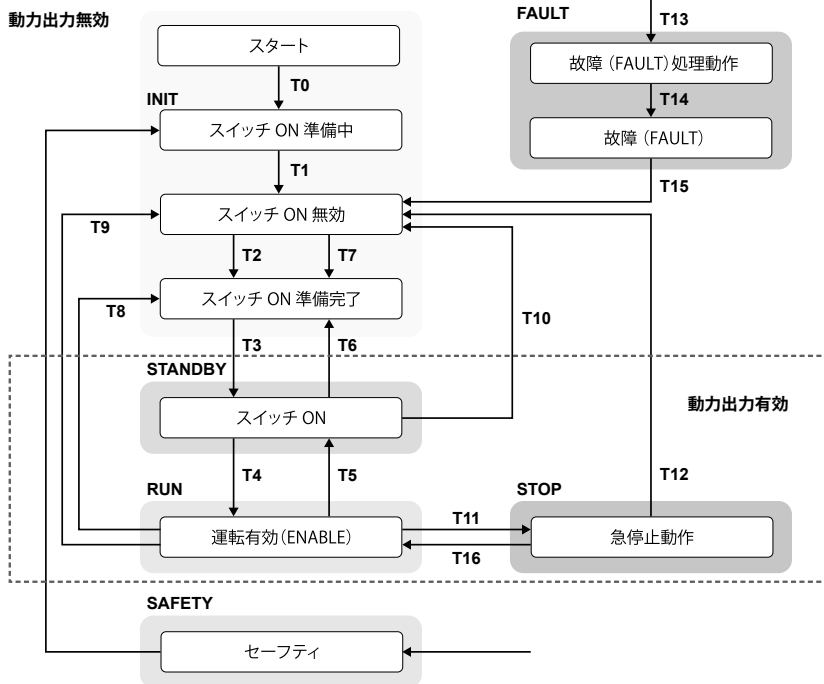 動力出力無効
スタート
T0
INIT
スイッチ ON 準備中
T1
スイッチ ON 無効
T9
T2
T7
スイッチ ON 準備完了
T8
T3
T6
T10
STANDBY
スイッチ ON
動力出力有効
T4
T5
T12
RUN
運転有効(ENABLE)
T11
T16
STOP
急停止動作
SAFETY
セーフティ
FAULT
T13
故障(FAULT)処理動作
T14
故障(FAULT)
T15